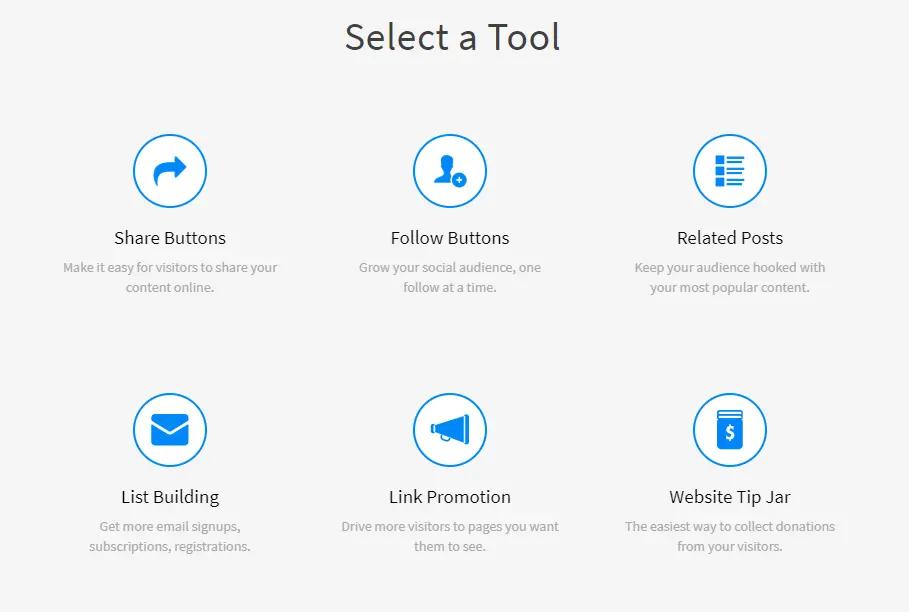 Select a Tool
Share Buttons
Make it easy for visitors to share your
content online.
Follow Buttons
Grow your social audience, one
follow at a time.
Related Posts
Keep your audience hooked with
your most popular content.
$
List Building
Get more email signups,
subscriptions, registrations.
Link Promotion
Drive more visitors to pages you want
them to see.
Website Tip Jar
The easiest way to collect donations
from your visitors.